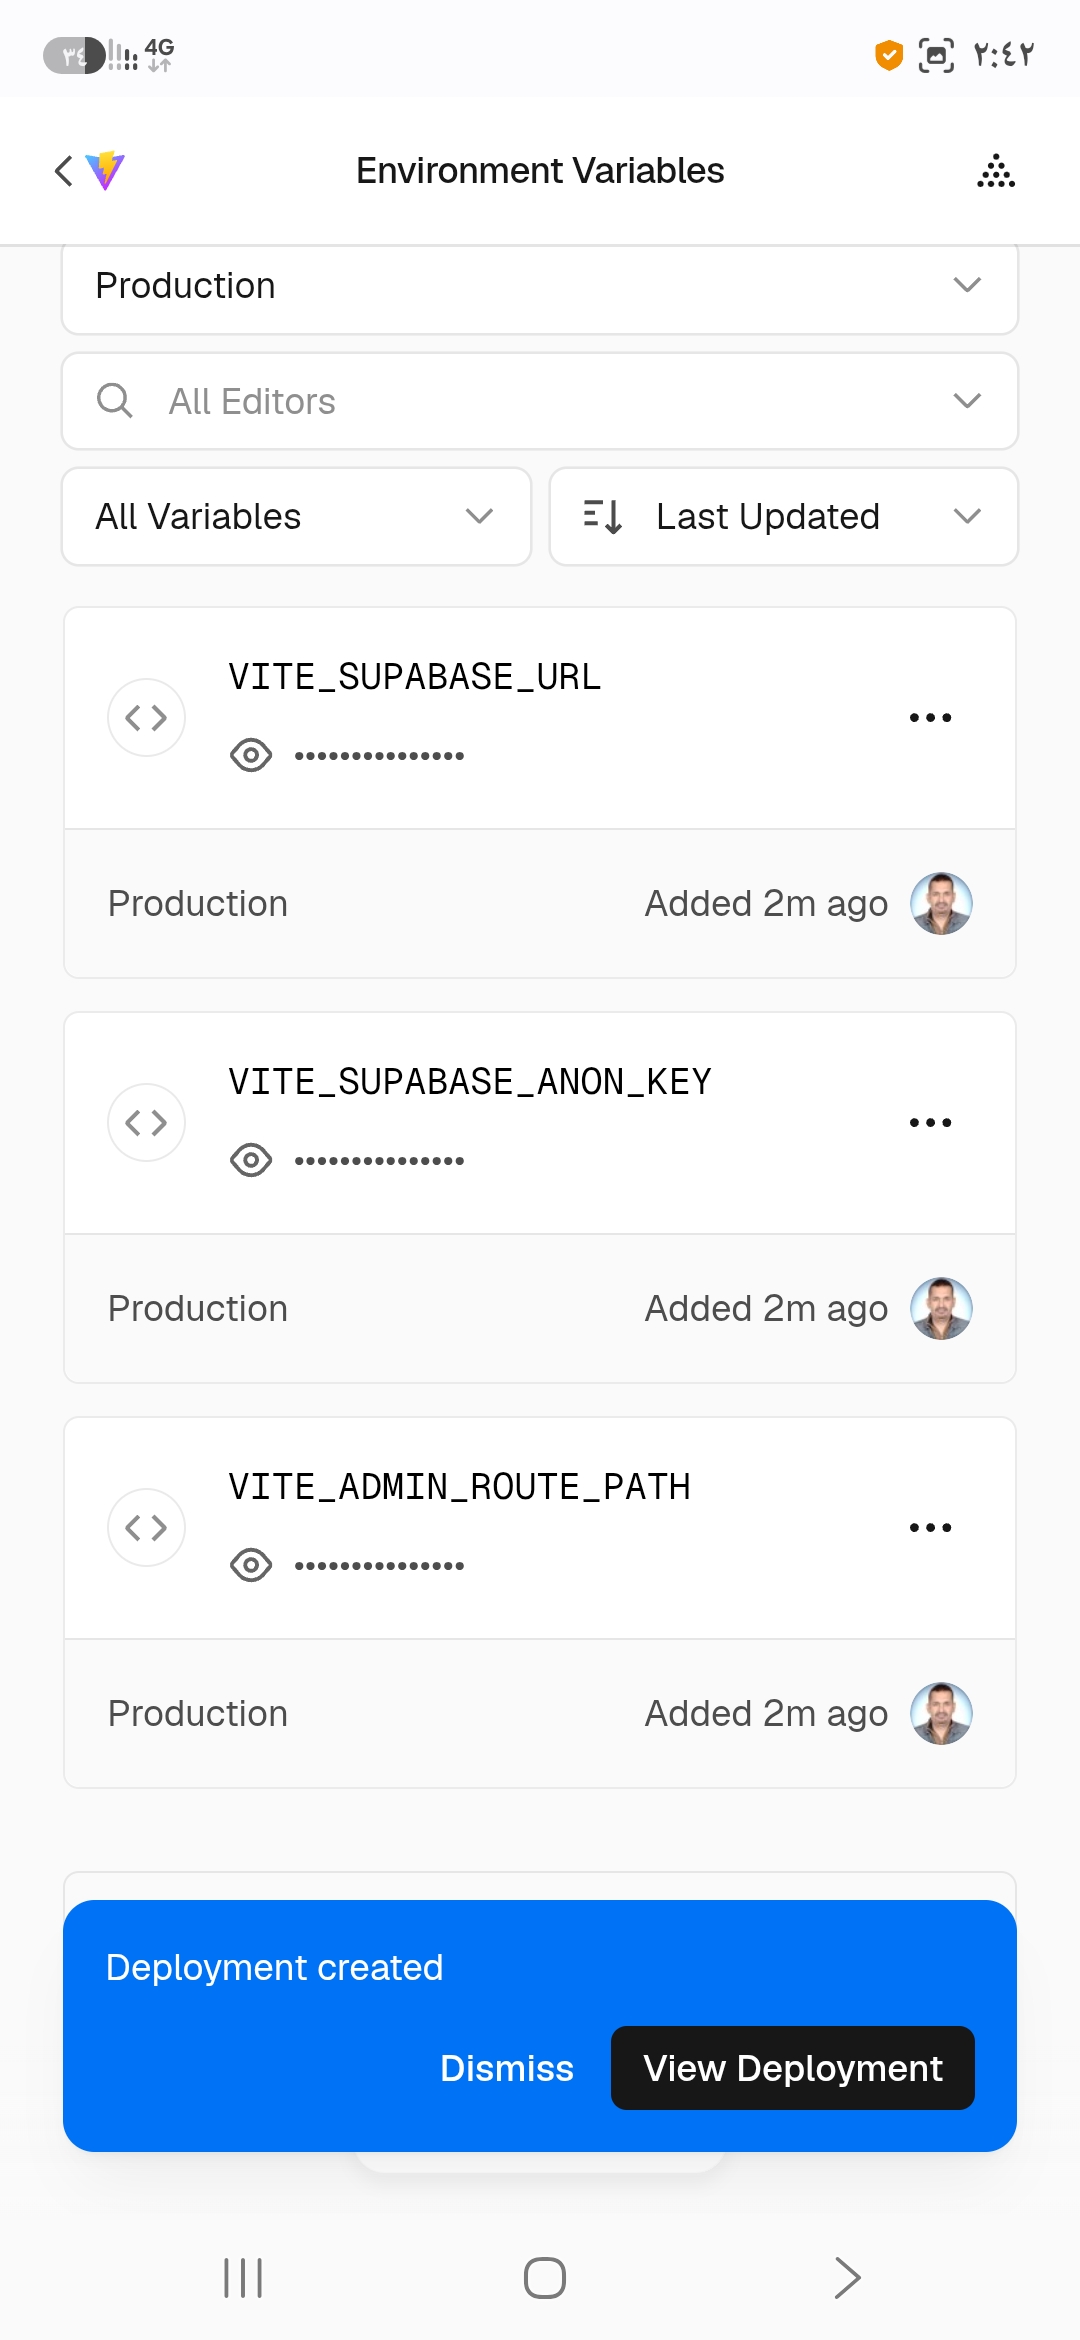 ٣٤ 4G ٢:٤٢
Environment Variables
Production
All Editors
All Variables Last Updated
VITE_SUPABASE_URL
•••••••••••••••
Production Added 2m ago
VITE_SUPABASE_ANON_KEY
•••••••••••••••
Production Added 2m ago
VITE_ADMIN_ROUTE_PATH
•••••••••••••••
Production Added 2m ago
Deployment created
Dismiss View Deployment